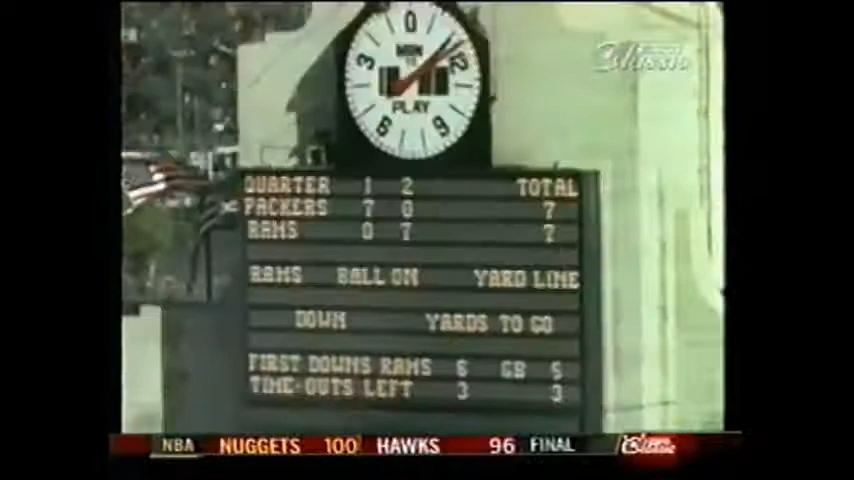 0
3 MIN 12
TO
PLAY
6 9
Classic
QUARTER 1 2 TOTAL
PACKERS 7 0 7
RAMS 0 7 7
RAMS BALL ON YARD LINE
DOWN YARDS TO GO
FIRST DOWNS RAMS 6 GB 5
TIME-OUTS LEFT 3 3
NBA NUGGETS 100 HAWKS 96 FINAL Classic